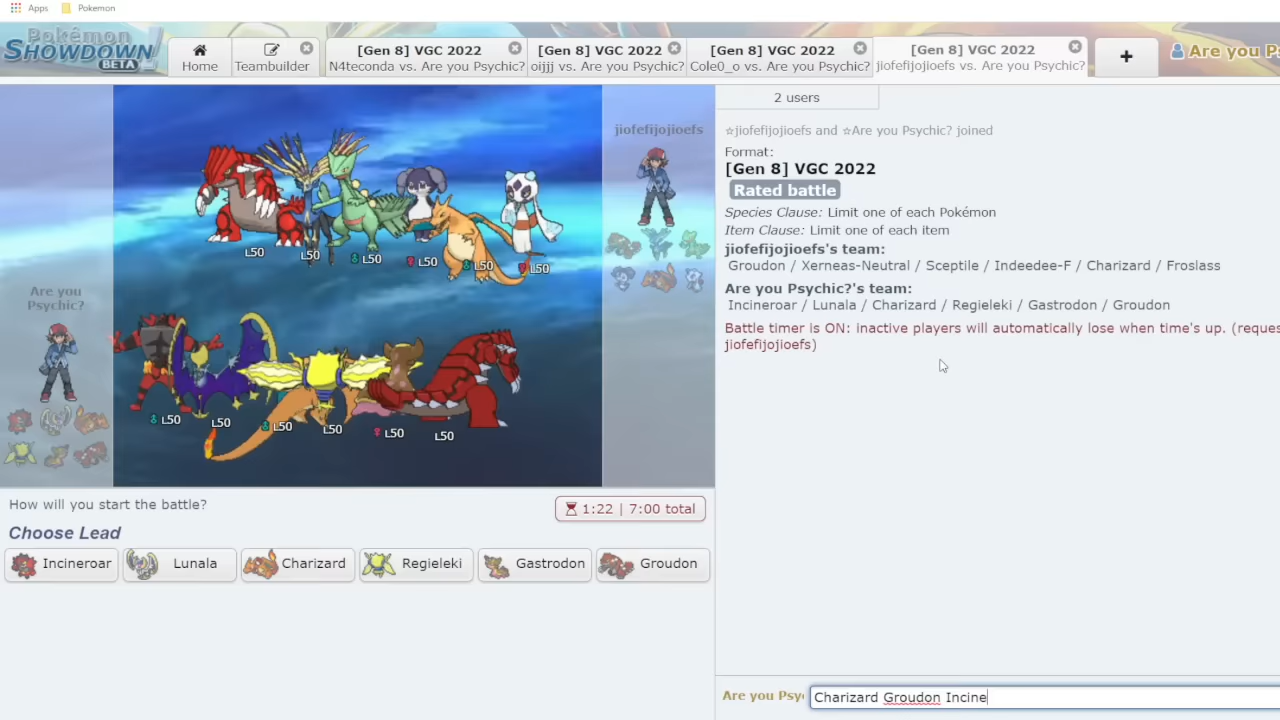 Apps
Pokemon
Pokémon
SHOWDOWN
BETA
Home
Teambuilder
[Gen 8] VGC 2022
N4teconda vs. Are you Psychic?
[Gen 8] VGC 2022
oijjj vs. Are you Psychic?
[Gen 8] VGC 2022
Cole0_o vs. Are you Psychic?
[Gen 8] VGC 2022
jiofefijojioefs vs. Are you Psychic?
+
Are you P
jiofefijojioefs
L50
L50
L50
L50
L50
L50
Are you
Psychic?
L50
L50
L50
L50
L50
L50
2 users
☆jiofefijojioefs and ☆Are you Psychic? joined
Format:
[Gen 8] VGC 2022
Rated battle
Species Clause: Limit one of each Pokémon
Item Clause: Limit one of each item
jiofefijojioefs's team:
Groudon / Xerneas-Neutral / Sceptile / Indeedee-F / Charizard / Froslass
Are you Psychic?'s team:
Incineroar / Lunala / Charizard / Regieleki / Gastrodon / Groudon
Battle timer is ON: inactive players will automatically lose when time's up. (reques
jiofefijojioefs)
How will you start the battle?
1:22 | 7:00 total
Choose Lead
Incineroar
Lunala
Charizard
Regieleki
Gastrodon
Groudon
Are you Psy
Charizard Groudon Incine